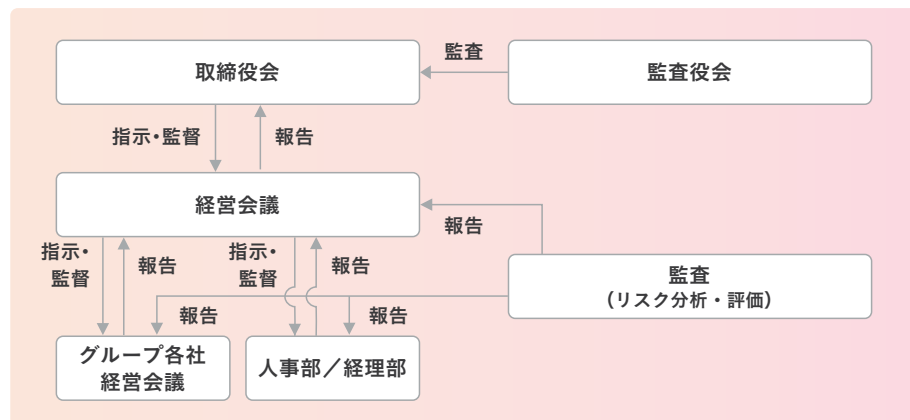 監査
取締役会
監査役会
指示・監督
報告
経営会議
報告
指示・
監督
報告
指示・
監督
報告
監査
（リスク分析・評価）
報告
報告
グループ各社
経営会議
人事部／経理部